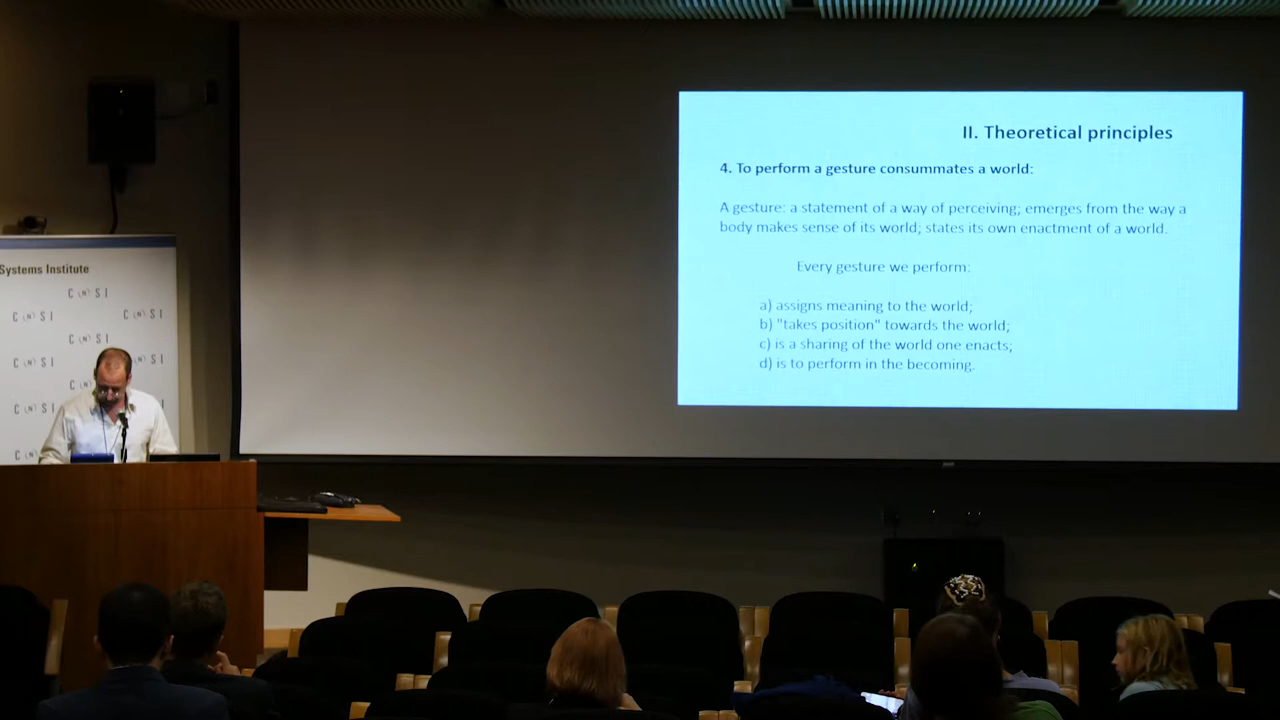 II. Theoretical principles
4. To perform a gesture consummates a world:
A gesture: a statement of a way of perceiving; emerges from the way a
body makes sense of its world; states its own enactment of a world.
Every gesture we perform:
a) assigns meaning to the world;
b) "takes position" towards the world;
c) is a sharing of the world one enacts;
d) is to perform in the becoming.
Systems Institute
C (N) S I
C (N) S I C (N) S I
C (N) S I
C (N) S I (N) S I
C (N)
C (N) S I
C (N)